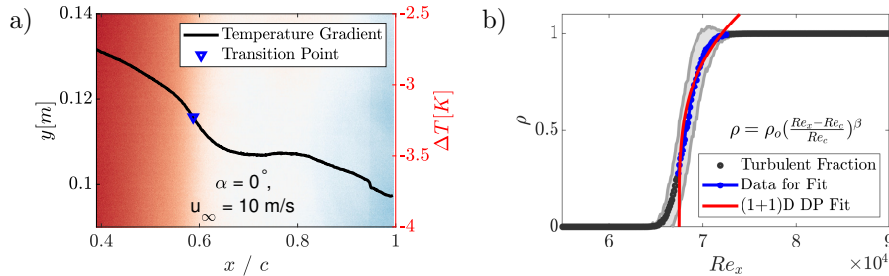 a)
0.14
0.12
0.1
y[m]
Temperature Gradient
Transition Point
α = 0°,
u∞ = 10 m/s
-2.5
-3
-3.5
-4
ΔT[K]
0.4
0.6
0.8
1
x / c
b)
1
0.5
0
ρ
ρ = ρo((Rex−Rec)/Rec)^β
Turbulent Fraction
Data for Fit
(1+1)D DP Fit
6
7
8
9
×10⁴
Rex